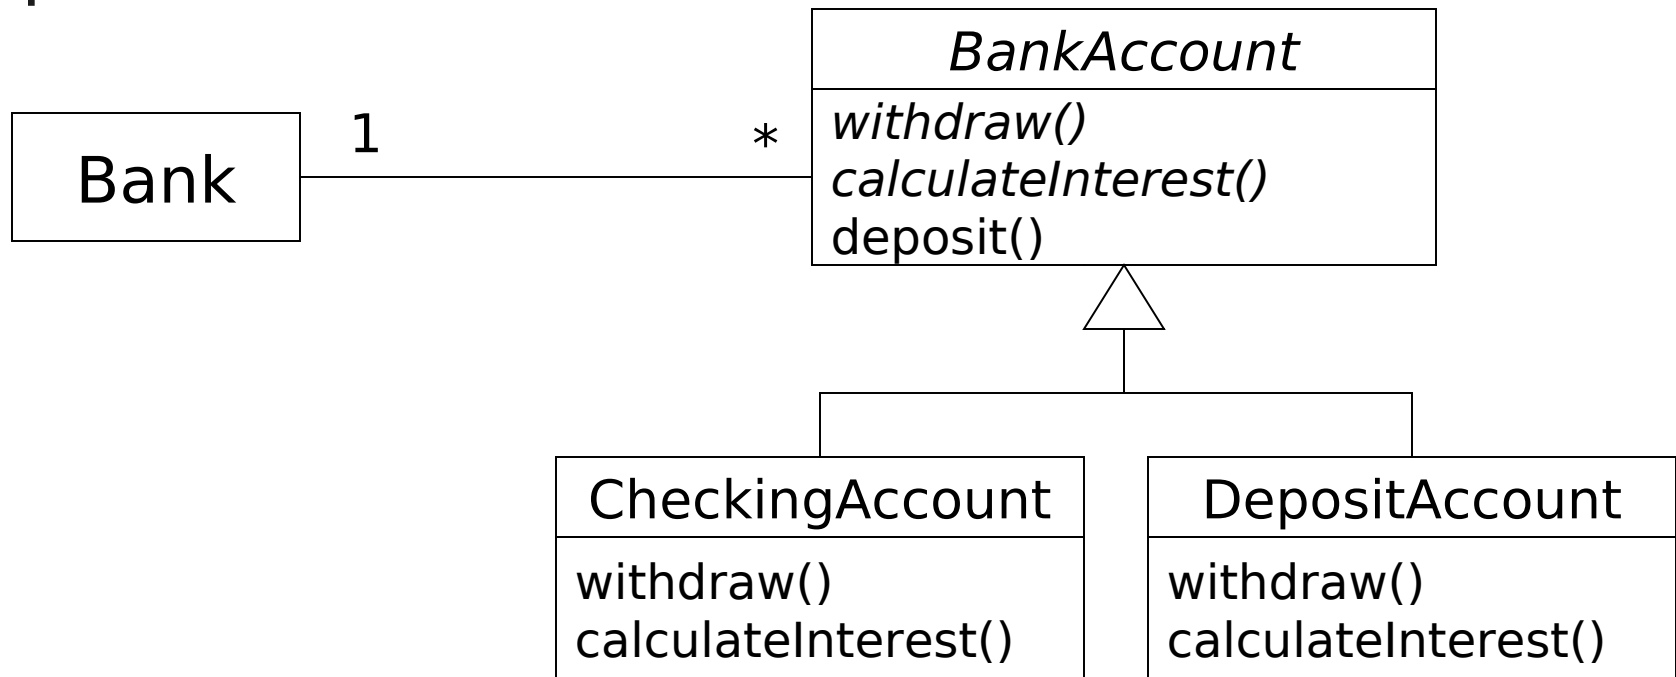 BankAccount
withdraw()
calculateInterest()
deposit()
Bank
1
*
CheckingAccount
withdraw()
calculateInterest()
DepositAccount
withdraw()
calculateInterest()